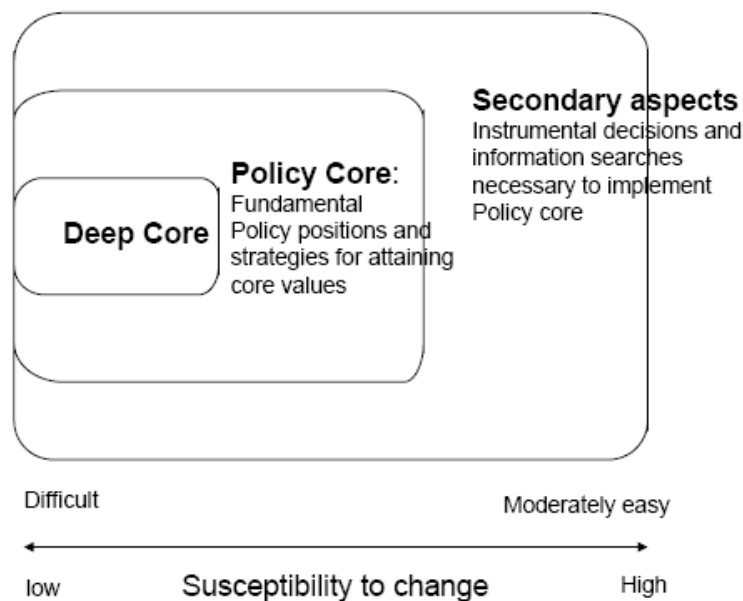 Secondary aspects
Instrumental decisions and
information searches
necessary to implement
Policy core
Policy Core:
Fundamental
Policy positions and
strategies for attaining
core values
Deep Core
Difficult
Moderately easy
low
Susceptibility to change
High